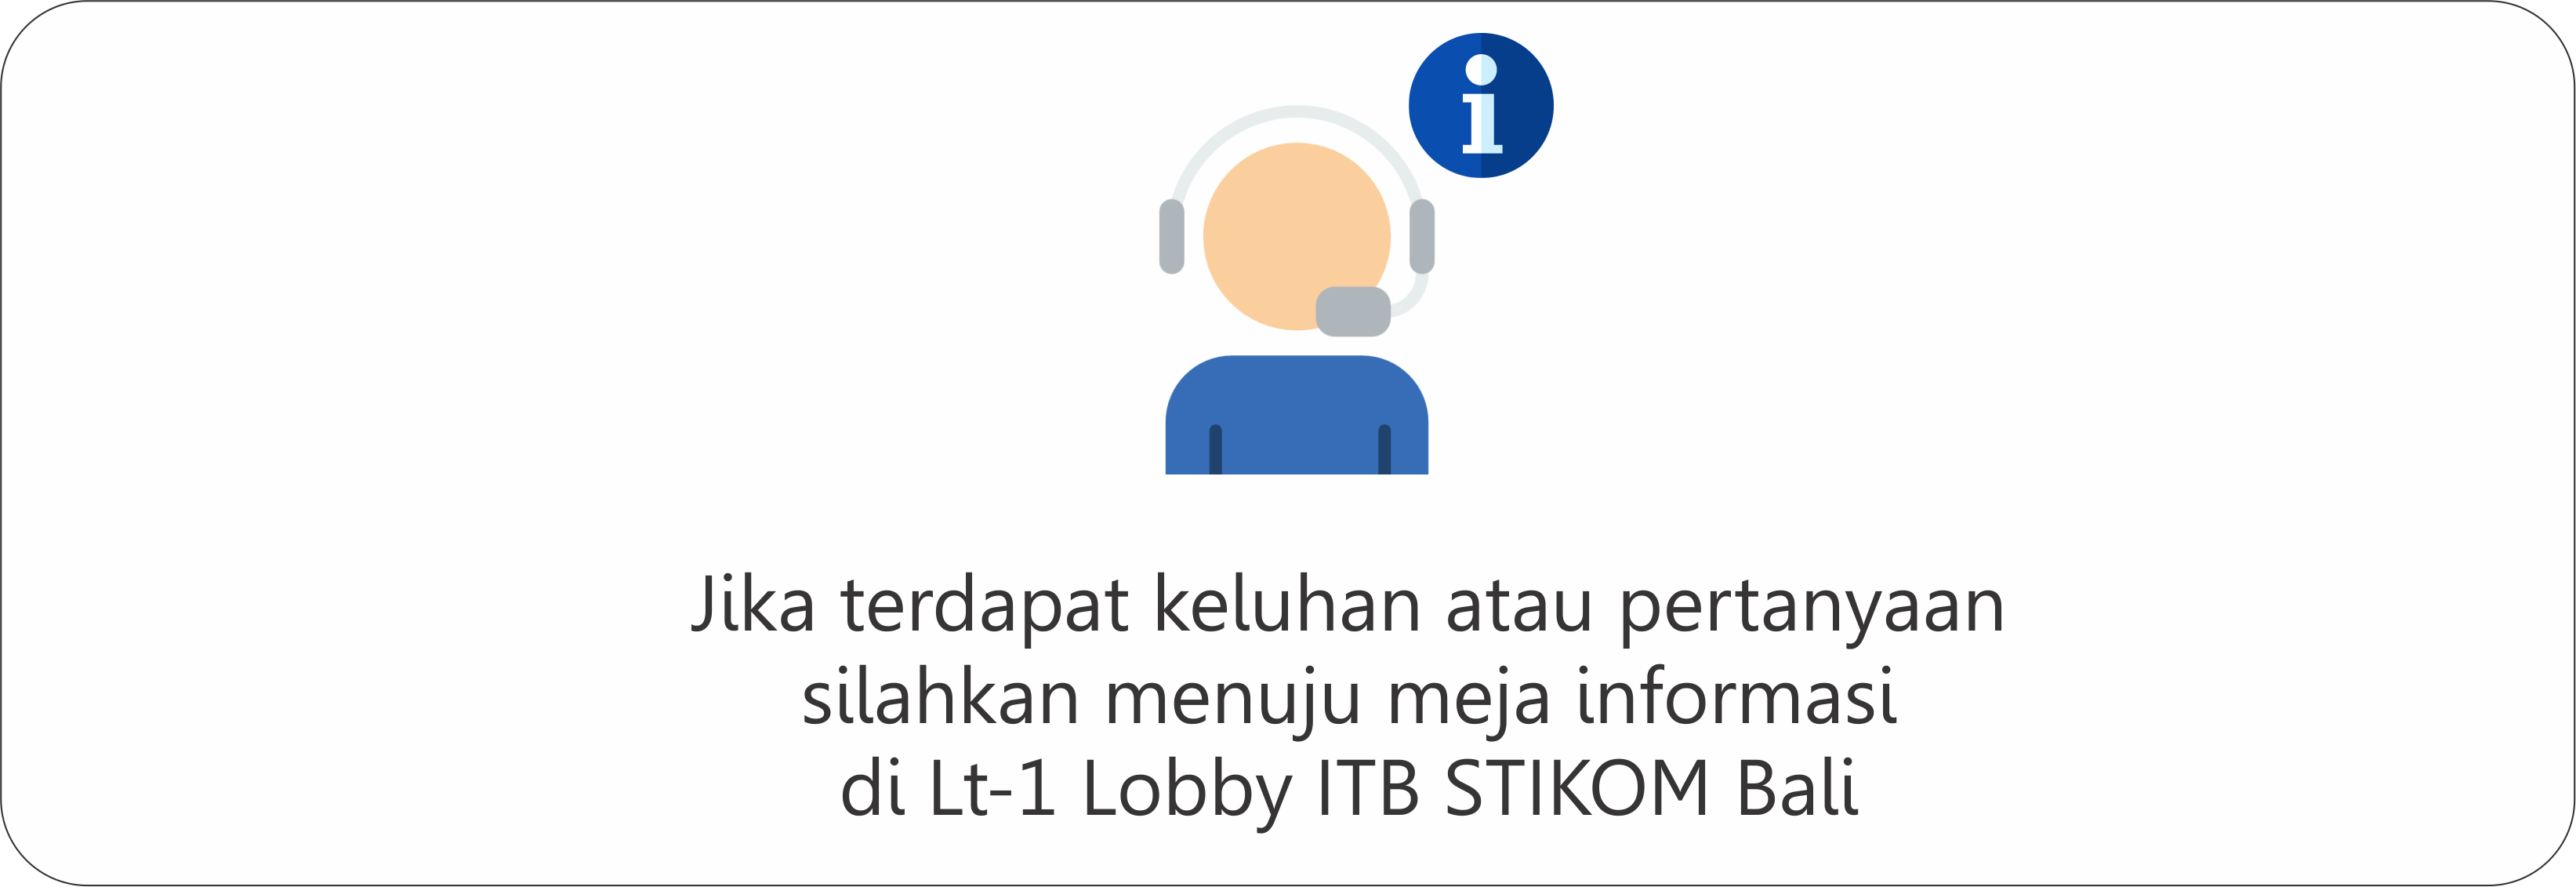 i
Jika terdapat keluhan atau pertanyaan
silahkan menuju meja informasi
di Lt-1 Lobby ITB STIKOM Bali